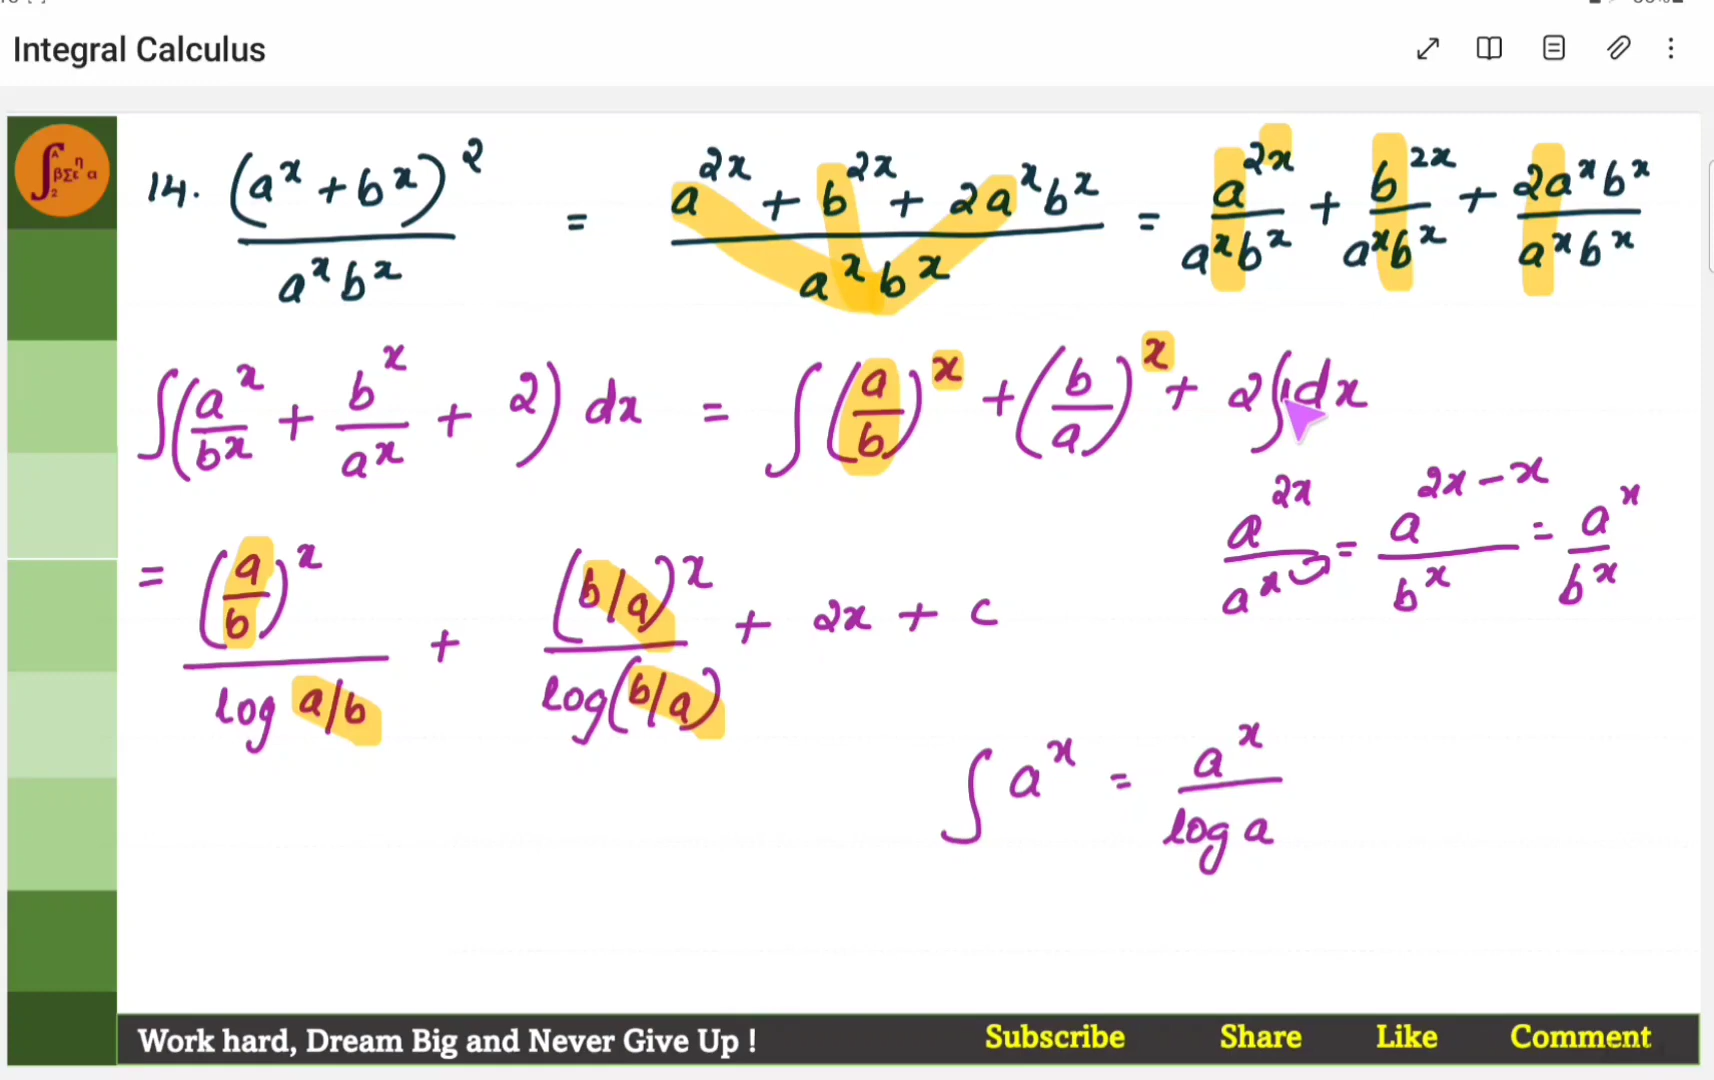 Integral Calculus
14. (a^x + b^x)^2 / a^x b^x = a^2x + b^2x + 2a^x b^x / a^x b^x = a^2x / a^x b^x + b^2x / a^x b^x + 2a^x b^x / a^x b^x
∫(a^x / b^x + b^x / a^x + 2) dx = ∫(a/b)^x + (b/a)^x + 2∫1dx
a^2x / a^x = a^2x-x / b^x = a^x / b^x
= (a/b)^x / log a/b + (b/a)^x / log(b/a) + 2x + c
∫ a^x = a^x / log a
Work hard, Dream Big and Never Give Up ! Subscribe Share Like Comment